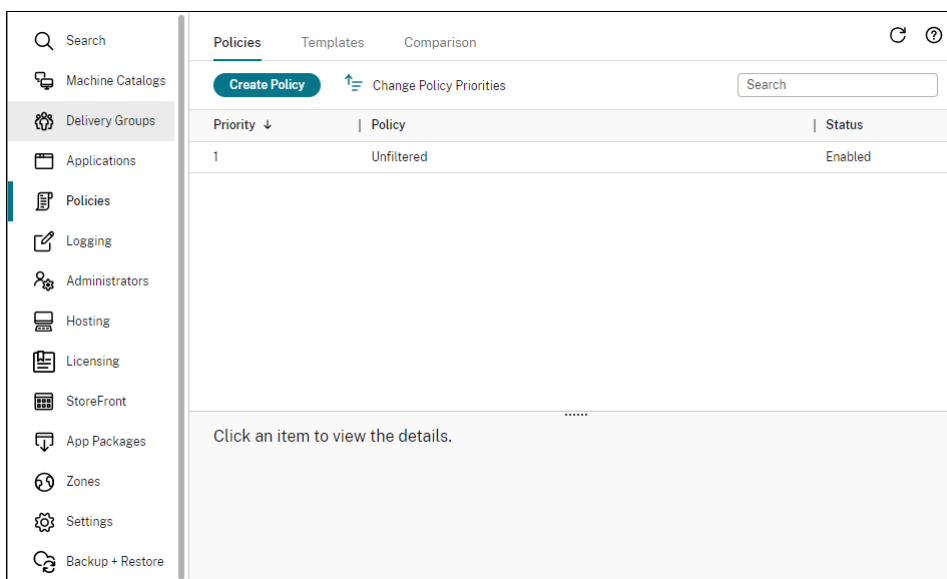 Search
Machine Catalogs
Delivery Groups
Applications
Policies
Logging
Administrators
Hosting
Licensing
StoreFront
App Packages
Zones
Settings
Backup + Restore
Policies Templates Comparison
Create Policy Change Policy Priorities Search
Priority Policy Status
1 Unfiltered Enabled
Click an item to view the details.